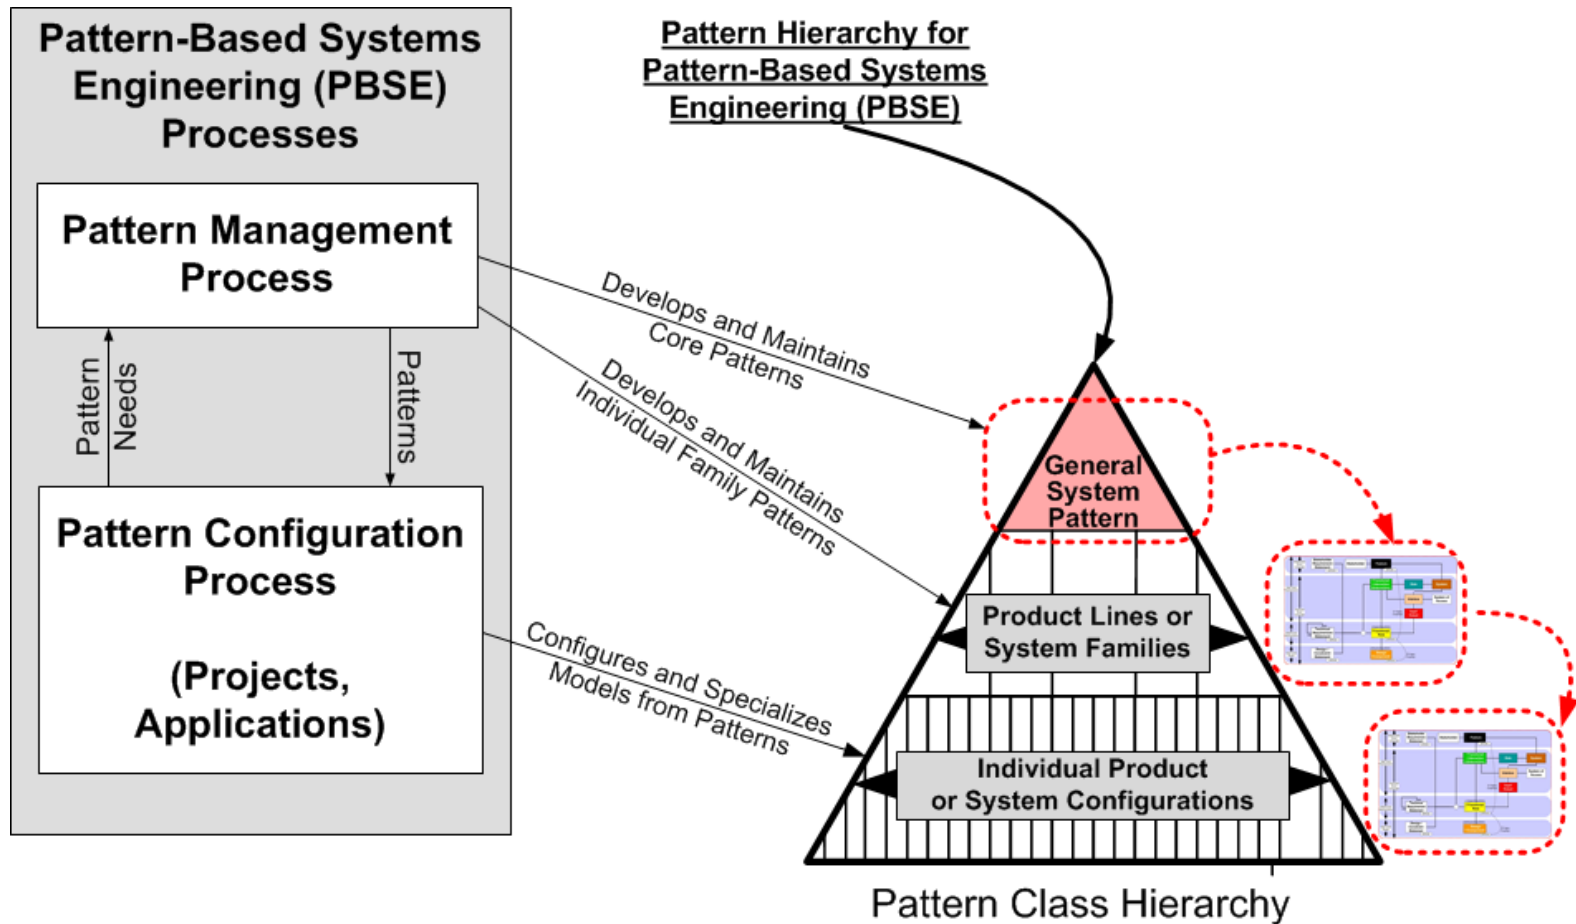 Pattern-Based Systems
Engineering (PBSE)
Processes
Pattern Management
Process
Pattern
Needs
Patterns
Pattern Configuration
Process
(Projects,
Applications)
Pattern Hierarchy for
Pattern-Based Systems
Engineering (PBSE)
Develops and Maintains
Core Patterns
Develops and Maintains
Individual Family Patterns
Configures and Specializes
Models from Patterns
General
System
Pattern
Product Lines or
System Families
Individual Product
or System Configurations
Pattern Class Hierarchy